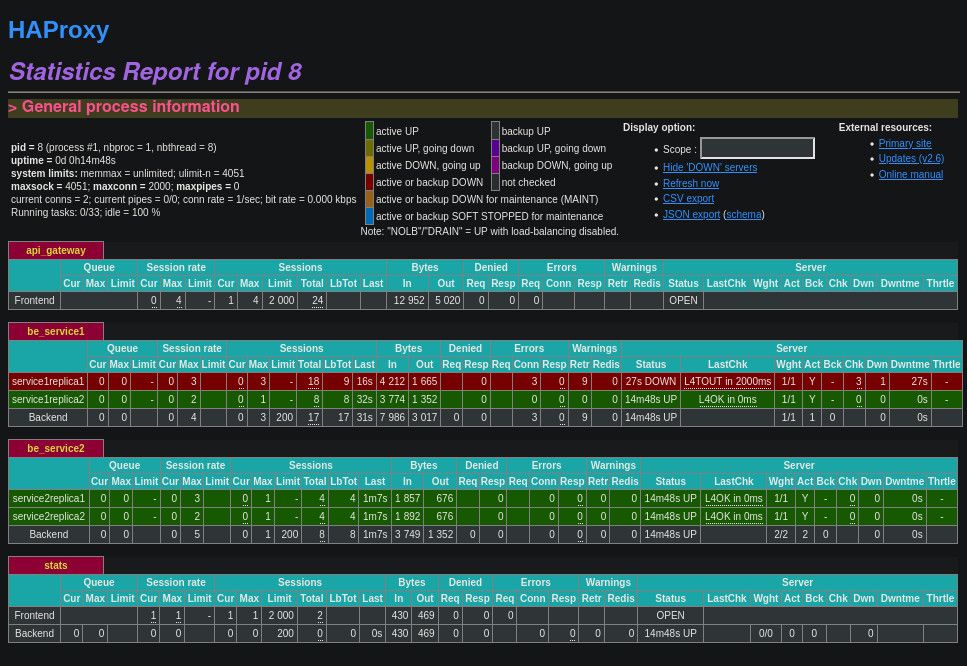 HAProxy
Statistics Report for pid 8
> General process information
pid = 8 (process #1, nbproc = 1, nbthread = 8)
uptime = 0d 0h14m48s
system limits: memmax = unlimited; ulimit-n = 4051
maxsock = 4051; maxconn = 2000; maxpipes = 0
current conns = 2; current pipes = 0/0; conn rate = 1/sec; bit rate = 0.000 kbps
Running tasks: 0/33; idle = 100 %
active UP backup UP
active UP, going down backup UP, going down
active DOWN, going up backup DOWN, going up
active or backup DOWN not checked
active or backup DOWN for maintenance (MAINT)
active or backup SOFT STOPPED for maintenance
Note: "NOLB"/"DRAIN" = UP with load-balancing disabled.
Display option:
• Scope :
• Hide 'DOWN' servers
• Refresh now
• CSV export
• JSON export (schema)
External resources:
• Primary site
• Updates (v2.6)
• Online manual
api_gateway
Queue Session rate Sessions Bytes Denied Errors Warnings Server
Cur Max Limit Cur Max Limit Cur Max Limit Total LbTot Last In Out Req Resp Req Conn Resp Retr Redis Status LastChk Wght Act Bck Chk Dwn Dwntme Thrtle
Frontend 0 4 - 1 4 2 000 24 12 952 5 020 0 0 0 OPEN
be_service1
Queue Session rate Sessions Bytes Denied Errors Warnings Server
Cur Max Limit Cur Max Limit Cur Max Limit Total LbTot Last In Out Req Resp Req Conn Resp Retr Redis Status LastChk Wght Act Bck Chk Dwn Dwntme Thrtle
service1replica1 0 0 - 0 3 0 3 - 18 9 16s 4 212 1 665 0 3 0 9 0 27s DOWN L4TOUT in 2000ms 1/1 Y - 3 1 27s -
service1replica2 0 0 - 0 2 0 1 - 8 8 32s 3 774 1 352 0 0 0 0 0 14m48s UP L4OK in 0ms 1/1 Y - 0 0 0s -
Backend 0 0 0 4 0 3 200 17 17 31s 7 986 3 017 0 0 3 0 9 0 14m48s UP 1/1 1 0 0 0s
be_service2
Queue Session rate Sessions Bytes Denied Errors Warnings Server
Cur Max Limit Cur Max Limit Cur Max Limit Total LbTot Last In Out Req Resp Req Conn Resp Retr Redis Status LastChk Wght Act Bck Chk Dwn Dwntme Thrtle
service2replica1 0 0 - 0 3 0 1 - 4 4 1m7s 1 857 676 0 0 0 0 0 14m48s UP L4OK in 0ms 1/1 Y - 0 0 0s -
service2replica2 0 0 - 0 2 0 1 - 4 4 1m7s 1 892 676 0 0 0 0 0 14m48s UP L4OK in 0ms 1/1 Y - 0 0 0s -
Backend 0 0 0 5 0 1 200 8 8 1m7s 3 749 1 352 0 0 0 0 0 0 14m48s UP 2/2 2 0 0 0s
stats
Queue Session rate Sessions Bytes Denied Errors Warnings Server
Cur Max Limit Cur Max Limit Cur Max Limit Total LbTot Last In Out Req Resp Req Conn Resp Retr Redis Status LastChk Wght Act Bck Chk Dwn Dwntme Thrtle
Frontend 1 1 - 1 1 2 000 2 430 469 0 0 0 OPEN
Backend 0 0 0 0 0 0 200 0 0 0s 430 469 0 0 0 0 0 0 14m48s UP 0/0 0 0 0